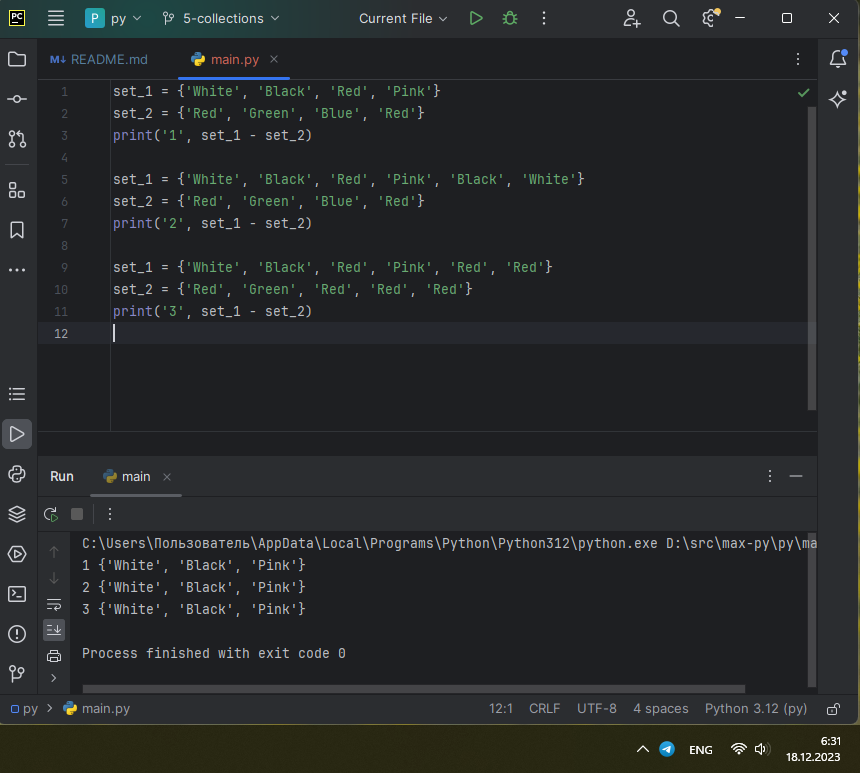 PC P py 5-collections Current File
M↓ README.md main.py
1 set_1 = {'White', 'Black', 'Red', 'Pink'}
2 set_2 = {'Red', 'Green', 'Blue', 'Red'}
3 print('1', set_1 - set_2)
4
5 set_1 = {'White', 'Black', 'Red', 'Pink', 'Black', 'White'}
6 set_2 = {'Red', 'Green', 'Blue', 'Red'}
7 print('2', set_1 - set_2)
8
9 set_1 = {'White', 'Black', 'Red', 'Pink', 'Red', 'Red'}
10 set_2 = {'Red', 'Green', 'Red', 'Red', 'Red'}
11 print('3', set_1 - set_2)
12
Run main
C:\Users\Пользователь\AppData\Local\Programs\Python\Python312\python.exe D:\src\max-py\py\ma
1 {'White', 'Black', 'Pink'}
2 {'White', 'Black', 'Pink'}
3 {'White', 'Black', 'Pink'}
Process finished with exit code 0
py main.py 12:1 CRLF UTF-8 4 spaces Python 3.12 (py)
ENG 6:31
18.12.2023